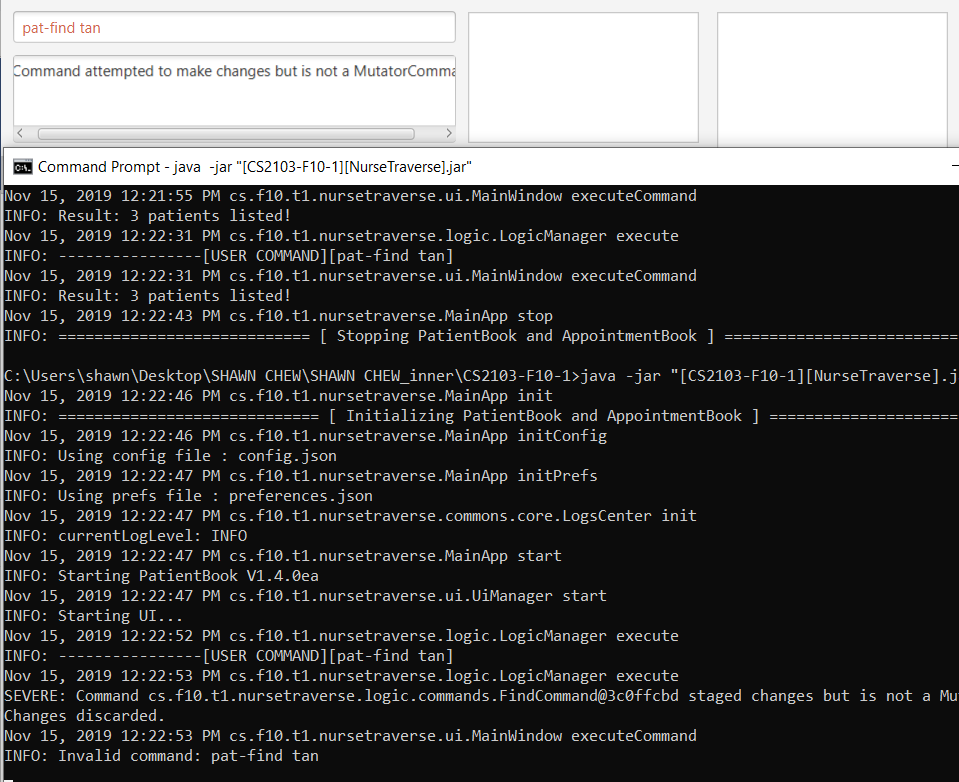 pat-find tan
Command attempted to make changes but is not a MutatorComma
Command Prompt - java -jar "[CS2103-F10-1][NurseTraverse].jar"
Nov 15, 2019 12:21:55 PM cs.f10.t1.nursetraverse.ui.MainWindow executeCommand
INFO: Result: 3 patients listed!
Nov 15, 2019 12:22:31 PM cs.f10.t1.nursetraverse.logic.LogicManager execute
INFO: ----------------[USER COMMAND][pat-find tan]
Nov 15, 2019 12:22:31 PM cs.f10.t1.nursetraverse.ui.MainWindow executeCommand
INFO: Result: 3 patients listed!
Nov 15, 2019 12:22:43 PM cs.f10.t1.nursetraverse.MainApp stop
INFO: ============================ [ Stopping PatientBook and AppointmentBook ] ==========================
C:\Users\shawn\Desktop\SHAWN CHEW\SHAWN CHEW_inner\CS2103-F10-1>java -jar "[CS2103-F10-1][NurseTraverse].j
Nov 15, 2019 12:22:46 PM cs.f10.t1.nursetraverse.MainApp init
INFO: ============================= [ Initializing PatientBook and AppointmentBook ] =====================
Nov 15, 2019 12:22:46 PM cs.f10.t1.nursetraverse.MainApp initConfig
INFO: Using config file : config.json
Nov 15, 2019 12:22:47 PM cs.f10.t1.nursetraverse.MainApp initPrefs
INFO: Using prefs file : preferences.json
Nov 15, 2019 12:22:47 PM cs.f10.t1.nursetraverse.commons.core.LogsCenter init
INFO: currentLogLevel: INFO
Nov 15, 2019 12:22:47 PM cs.f10.t1.nursetraverse.MainApp start
INFO: Starting PatientBook V1.4.0ea
Nov 15, 2019 12:22:47 PM cs.f10.t1.nursetraverse.ui.UiManager start
INFO: Starting UI...
Nov 15, 2019 12:22:52 PM cs.f10.t1.nursetraverse.logic.LogicManager execute
INFO: ----------------[USER COMMAND][pat-find tan]
Nov 15, 2019 12:22:53 PM cs.f10.t1.nursetraverse.logic.LogicManager execute
SEVERE: Command cs.f10.t1.nursetraverse.logic.commands.FindCommand@3c0ffcbd staged changes but is not a Mu
Changes discarded.
Nov 15, 2019 12:22:53 PM cs.f10.t1.nursetraverse.ui.MainWindow executeCommand
INFO: Invalid command: pat-find tan